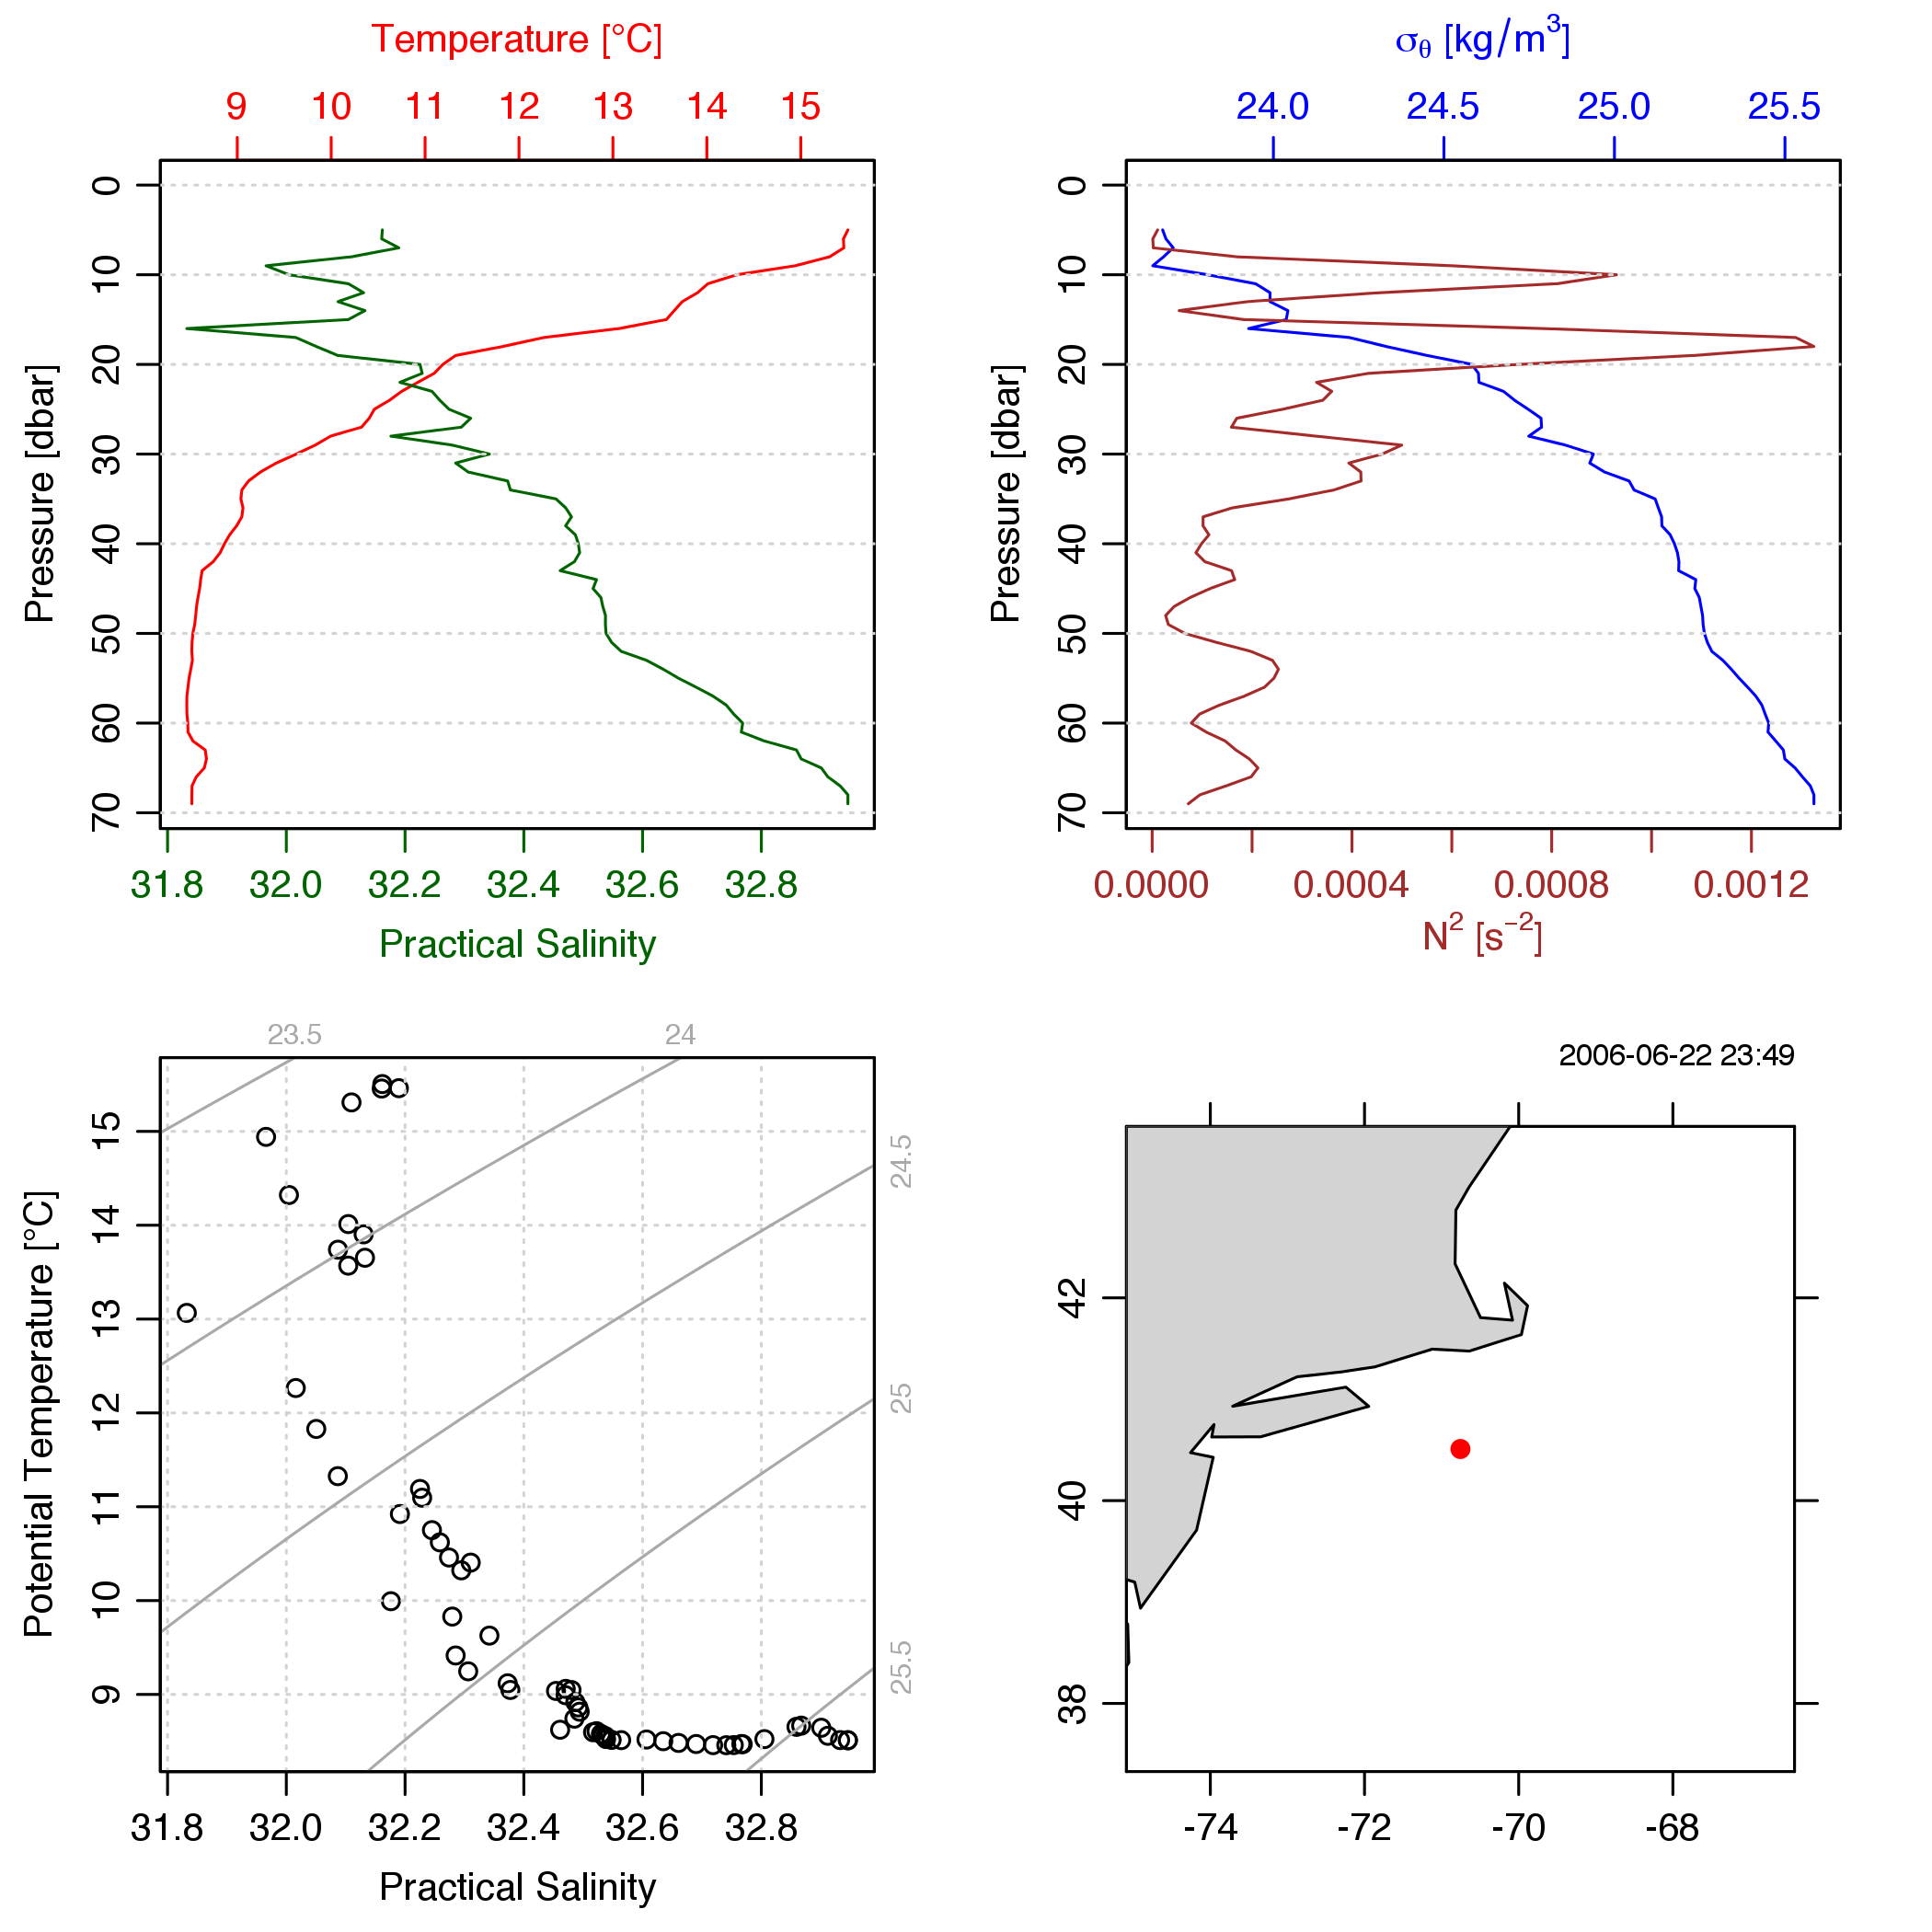 Temperature [°C]
9 10 11 12 13 14 15
Pressure [dbar]
0 10 20 30 40 50 60 70
31.8 32.0 32.2 32.4 32.6 32.8
Practical Salinity
σθ [kg/m³]
24.0 24.5 25.0 25.5
Pressure [dbar]
0 10 20 30 40 50 60 70
0.0000 0.0004 0.0008 0.0012
N² [s⁻²]
23.5 24
24.5
25
25.5
Potential Temperature [°C]
15 14 13 12 11 10 9
31.8 32.0 32.2 32.4 32.6 32.8
Practical Salinity
2006-06-22 23:49
42
40
38
-74 -72 -70 -68